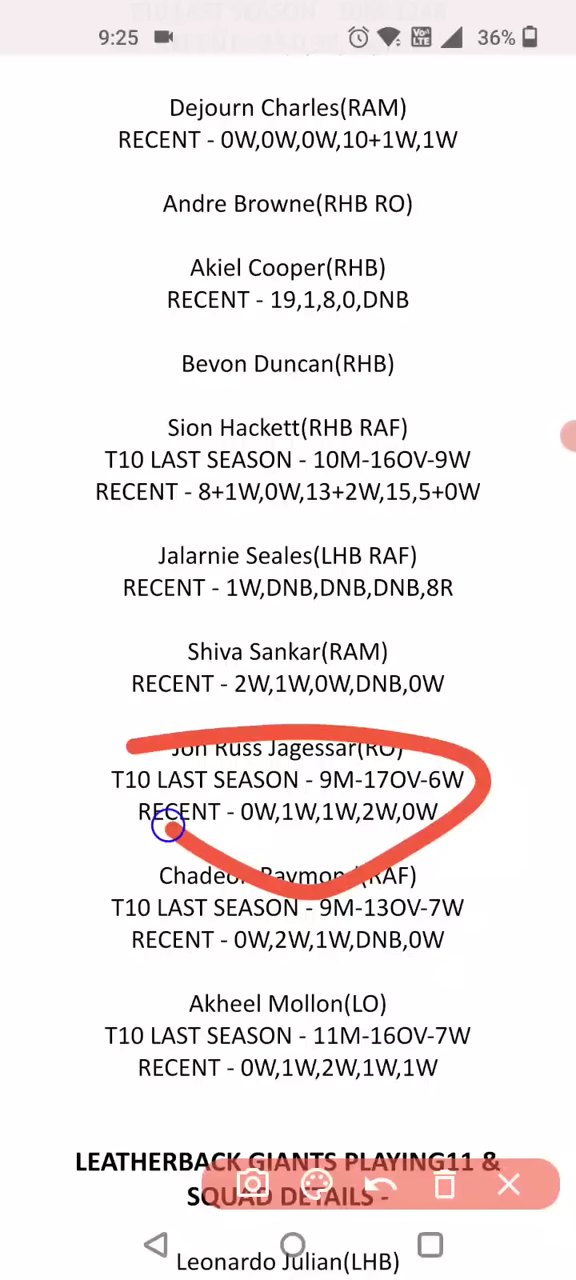 9:25
Vo
LTE
36%
Dejourn Charles(RAM)
RECENT - 0W,0W,0W,10+1W,1W
Andre Browne(RHB RO)
Akiel Cooper(RHB)
RECENT - 19,1,8,0,DNB
Bevon Duncan(RHB)
Sion Hackett(RHB RAF)
T10 LAST SEASON - 10M-16OV-9W
RECENT - 8+1W,0W,13+2W,15,5+0W
Jalarnie Seales(LHB RAF)
RECENT - 1W,DNB,DNB,DNB,8R
Shiva Sankar(RAM)
RECENT - 2W,1W,0W,DNB,0W
Jon Russ Jagessar(RO)
T10 LAST SEASON - 9M-17OV-6W
RECENT - 0W,1W,1W,2W,0W
Chadeon Raymond(RAF)
T10 LAST SEASON - 9M-13OV-7W
RECENT - 0W,2W,1W,DNB,0W
Akheel Mollon(LO)
T10 LAST SEASON - 11M-16OV-7W
RECENT - 0W,1W,2W,1W,1W
LEATHERBACK GIANTS PLAYING11 &
SQUAD DETAILS -
Leonardo Julian(LHB)